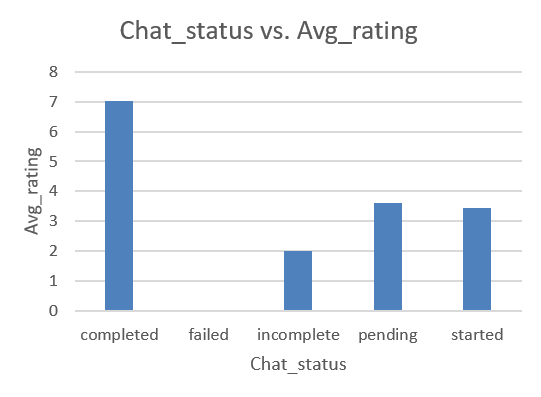 Chat_status vs. Avg_rating
Avg_rating
8
7
6
5
4
3
2
1
0
completed failed incomplete pending started
Chat_status